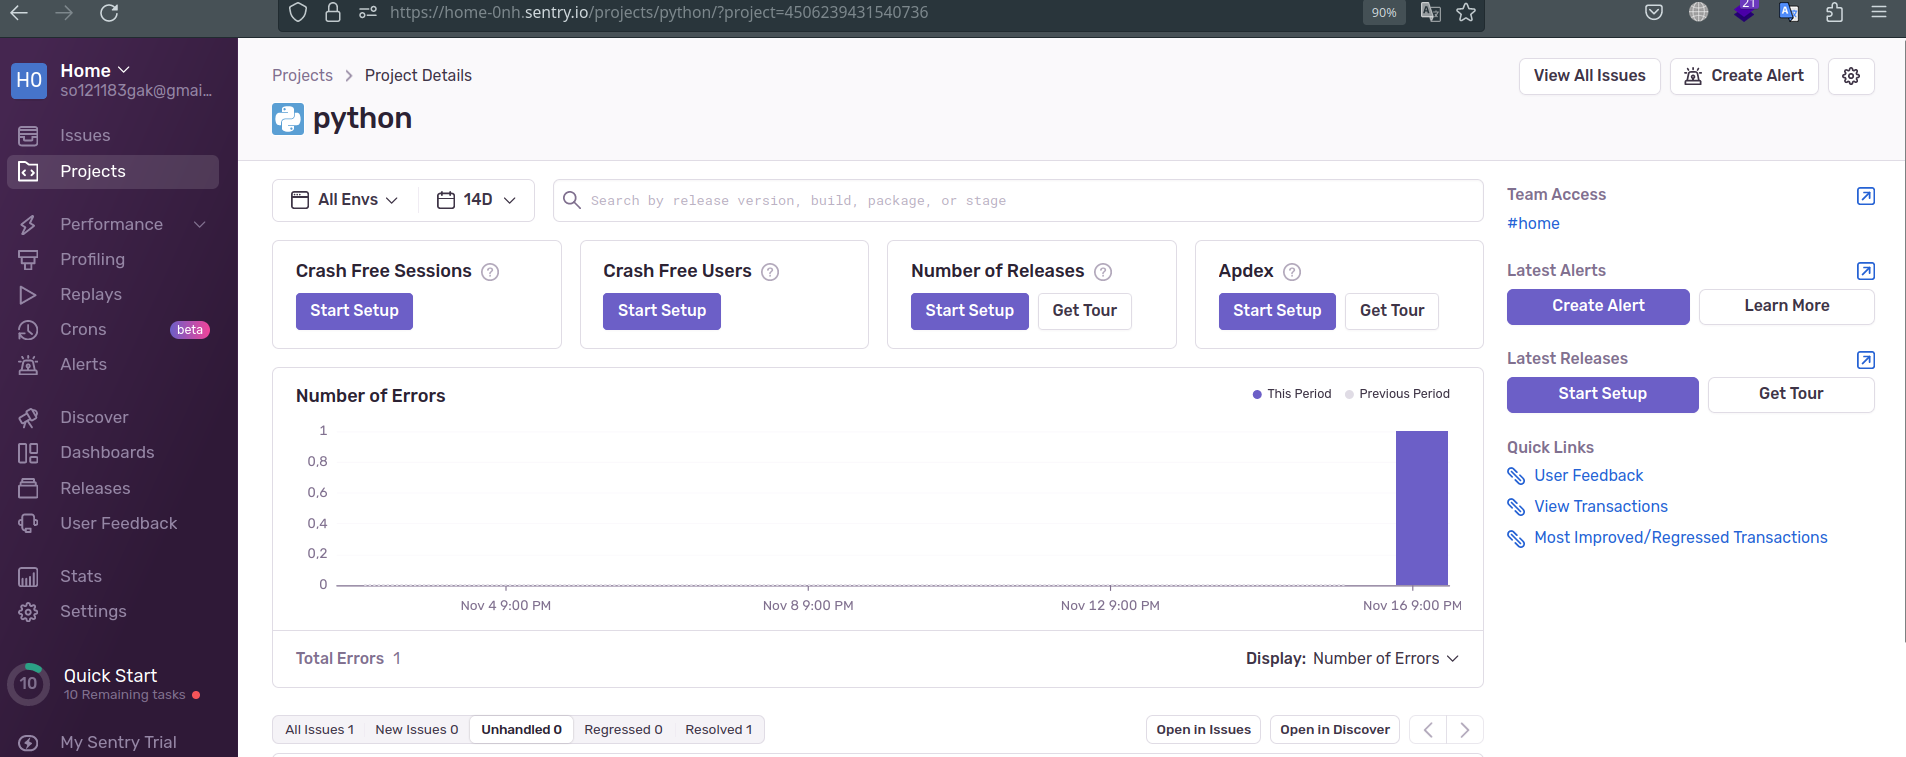 https://home-0nh.sentry.io/projects/python/?project=4506239431540736
90%
21
H0
Home
so121183gak@gmai...
Issues
Projects
Performance
Profiling
Replays
Crons
beta
Alerts
Discover
Dashboards
Releases
User Feedback
Stats
Settings
10
Quick Start
10 Remaining tasks
My Sentry Trial
Projects > Project Details
python
View All Issues
Create Alert
All Envs
14D
Search by release version, build, package, or stage
Crash Free Sessions ?
Start Setup
Crash Free Users ?
Start Setup
Number of Releases ?
Start Setup
Get Tour
Apdex ?
Start Setup
Get Tour
Number of Errors
This Period
Previous Period
1
0,8
0,6
0,4
0,2
0
Nov 4 9:00 PM
Nov 8 9:00 PM
Nov 12 9:00 PM
Nov 16 9:00 PM
Total Errors 1
Display: Number of Errors
All Issues 1
New Issues 0
Unhandled 0
Regressed 0
Resolved 1
Open in Issues
Open in Discover
Team Access
#home
Latest Alerts
Create Alert
Learn More
Latest Releases
Start Setup
Get Tour
Quick Links
User Feedback
View Transactions
Most Improved/Regressed Transactions